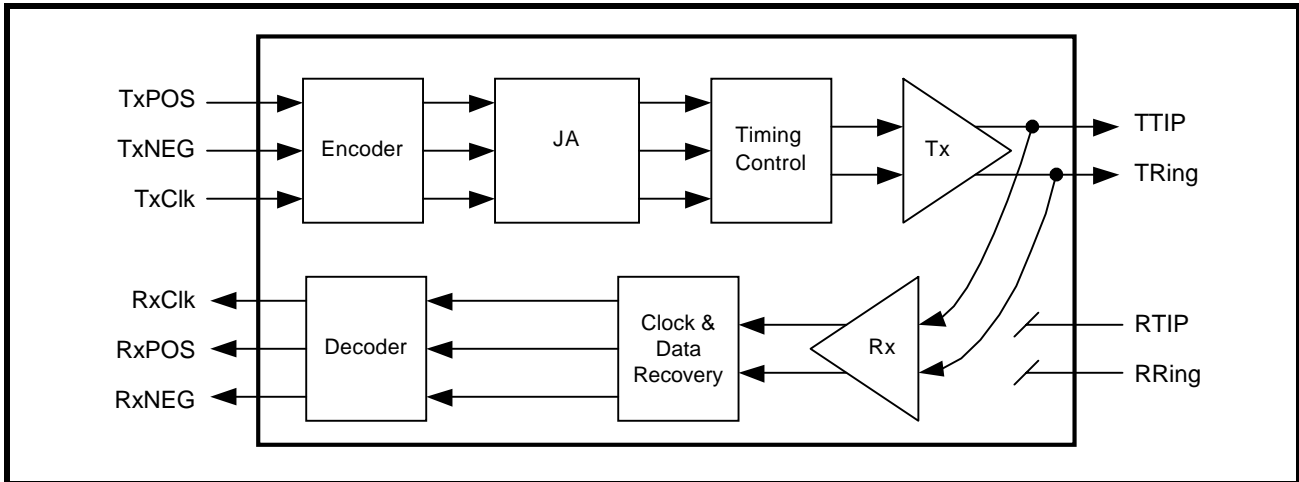 TxPOS
TxNEG
TxClk
Encoder
JA
Timing
Control
Tx
TTIP
TRing
RxClk
RxPOS
RxNEG
Decoder
Clock &
Data
Recovery
Rx
RTIP
RRing